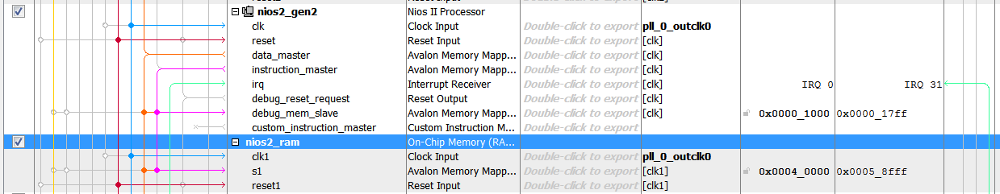 nios2_gen2 Nios II Processor
clk Clock Input Double-click to export pll_0_outclk0
reset Reset Input Double-click to export [clk]
data_master Avalon Memory Mapp... Double-click to export [clk]
instruction_master Avalon Memory Mapp... Double-click to export [clk]
irq Interrupt Receiver Double-click to export [clk] IRQ 0 IRQ 31
debug_reset_request Reset Output Double-click to export [clk]
debug_mem_slave Avalon Memory Mapp... Double-click to export [clk] 0x0000_1000 0x0000_17ff
custom_instruction_master Custom Instruction M... Double-click to export
nios2_ram On-Chip Memory (RA... Double-click to export
clk1 Clock Input Double-click to export pll_0_outclk0
s1 Avalon Memory Mapp... Double-click to export [clk1] 0x0004_0000 0x0005_8fff
reset1 Reset Input Double-click to export [clk1]